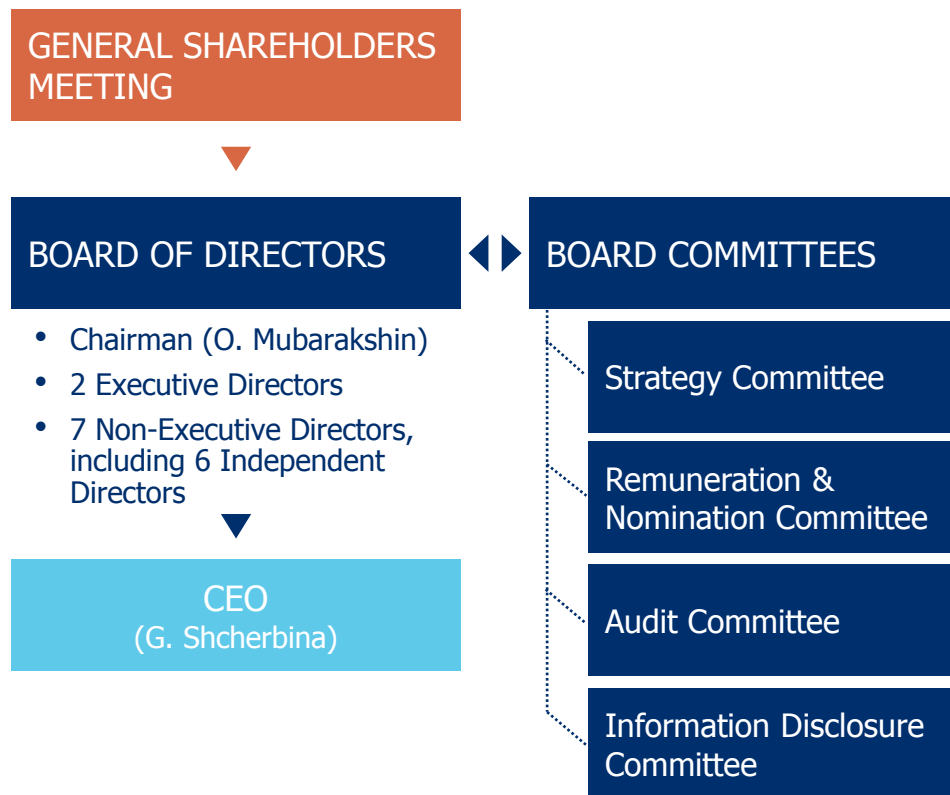 GENERAL SHAREHOLDERS
MEETING
BOARD OF DIRECTORS
• Chairman (O. Mubarakshin)
• 2 Executive Directors
• 7 Non-Executive Directors,
including 6 Independent
Directors
CEO
(G. Shcherbina)
BOARD COMMITTEES
Strategy Committee
Remuneration &
Nomination Committee
Audit Committee
Information Disclosure
Committee